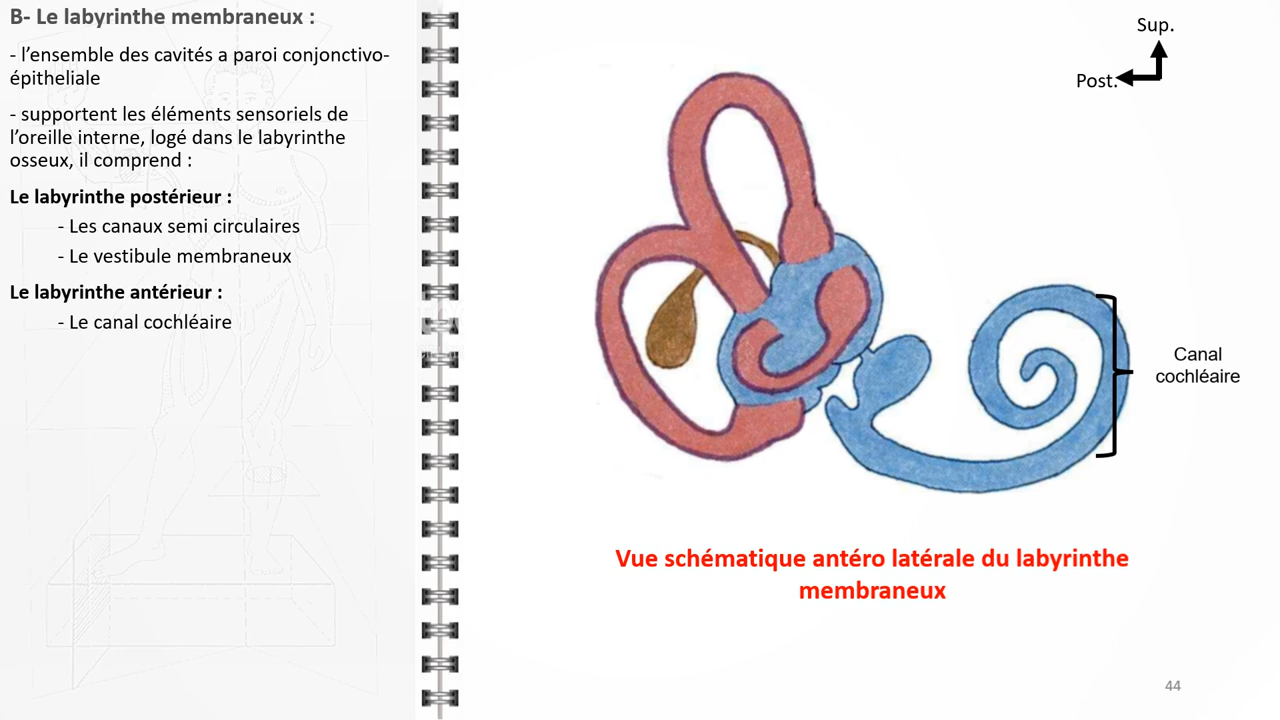 B- Le labyrinthe membraneux :
- l’ensemble des cavités a paroi conjonctivo-
épitheliale
- supportent les éléments sensoriels de
l’oreille interne, logé dans le labyrinthe
osseux, il comprend :
Le labyrinthe postérieur :
- Les canaux semi circulaires
- Le vestibule membraneux
Le labyrinthe antérieur :
- Le canal cochléaire
Sup.
Post.
Canal
cochléaire
Vue schématique antéro latérale du labyrinthe
membraneux
44